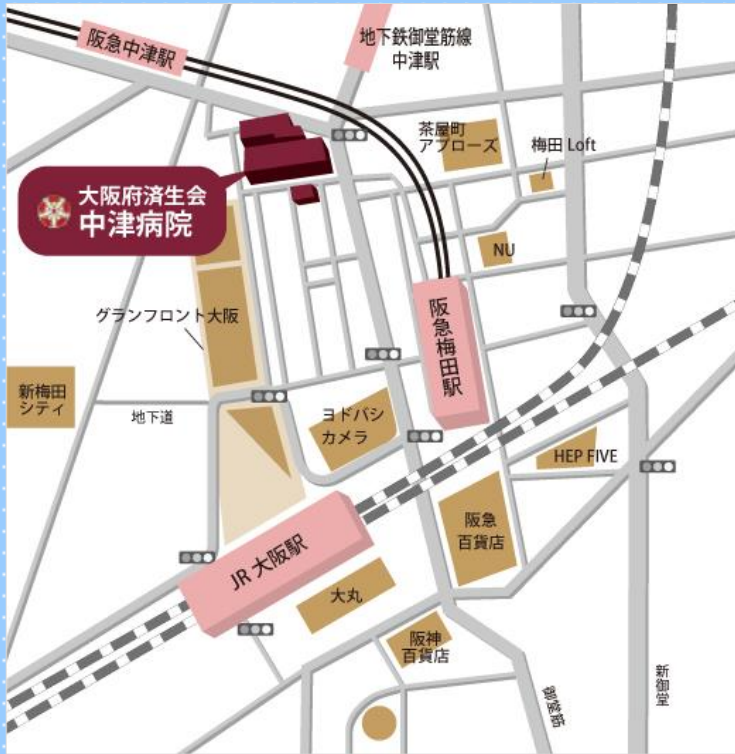 阪急中津駅
地下鉄御堂筋線
中津駅
茶屋町
アプローズ
梅田 Loft
大阪府済生会
中津病院
NU
グランフロント大阪
阪急梅田駅
新梅田
シティ
地下道
ヨドバシ
カメラ
HEP FIVE
阪急
百貨店
JR 大阪駅
大丸
阪神
百貨店
御堂筋
新御堂